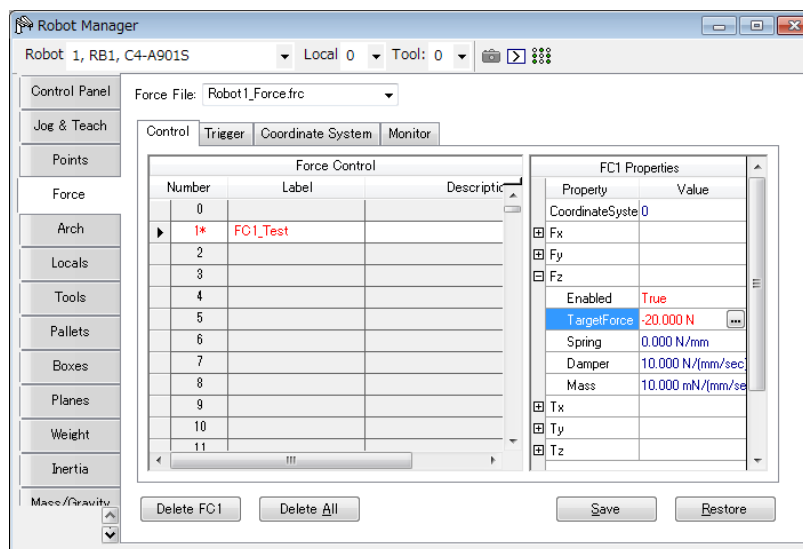 Robot Manager
Robot 1, RB1, C4-A901S Local 0 Tool: 0
Control Panel
Jog & Teach
Points
Force
Arch
Locals
Tools
Pallets
Boxes
Planes
Weight
Inertia
Mass/Gravity
Force File: Robot1_Force.frc
Control Trigger Coordinate System Monitor
Force Control
Number Label Descriptic
0
1* FC1_Test
2
3
4
5
6
7
8
9
10
11
FC1 Properties
Property Value
CoordinateSyste 0
Fx
Fy
Fz
Enabled True
TargetForce -20.000 N ...
Spring 0.000 N/mm
Damper 10.000 N/(mm/sec)
Mass 10.000 mN/(mm/se
Tx
Ty
Tz
Delete FC1 Delete All Save Restore